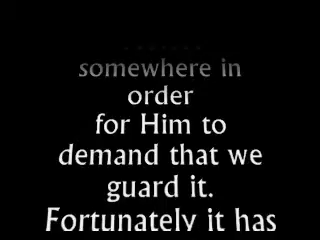 somewhere in
order
for Him to
demand that we
guard it.
Fortunately it has